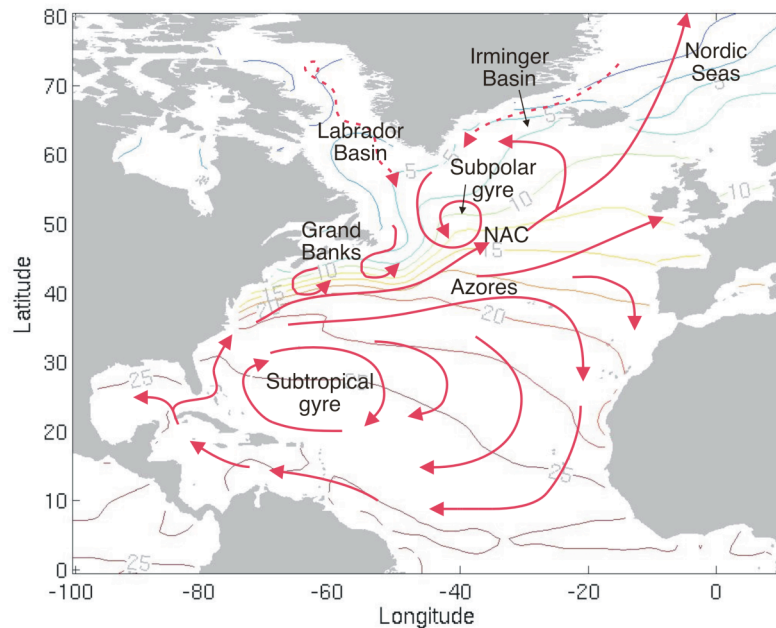 80
70
60
50
40
30
20
10
0
-100
-80
-60
-40
-20
0
Latitude
Longitude
Irminger
Basin
Nordic
Seas
Labrador
Basin
5
5
5
Subpolar
gyre
10
10
Grand
Banks
NAC
10
15
15
Azores
20
Subtropical
gyre
25
25
25